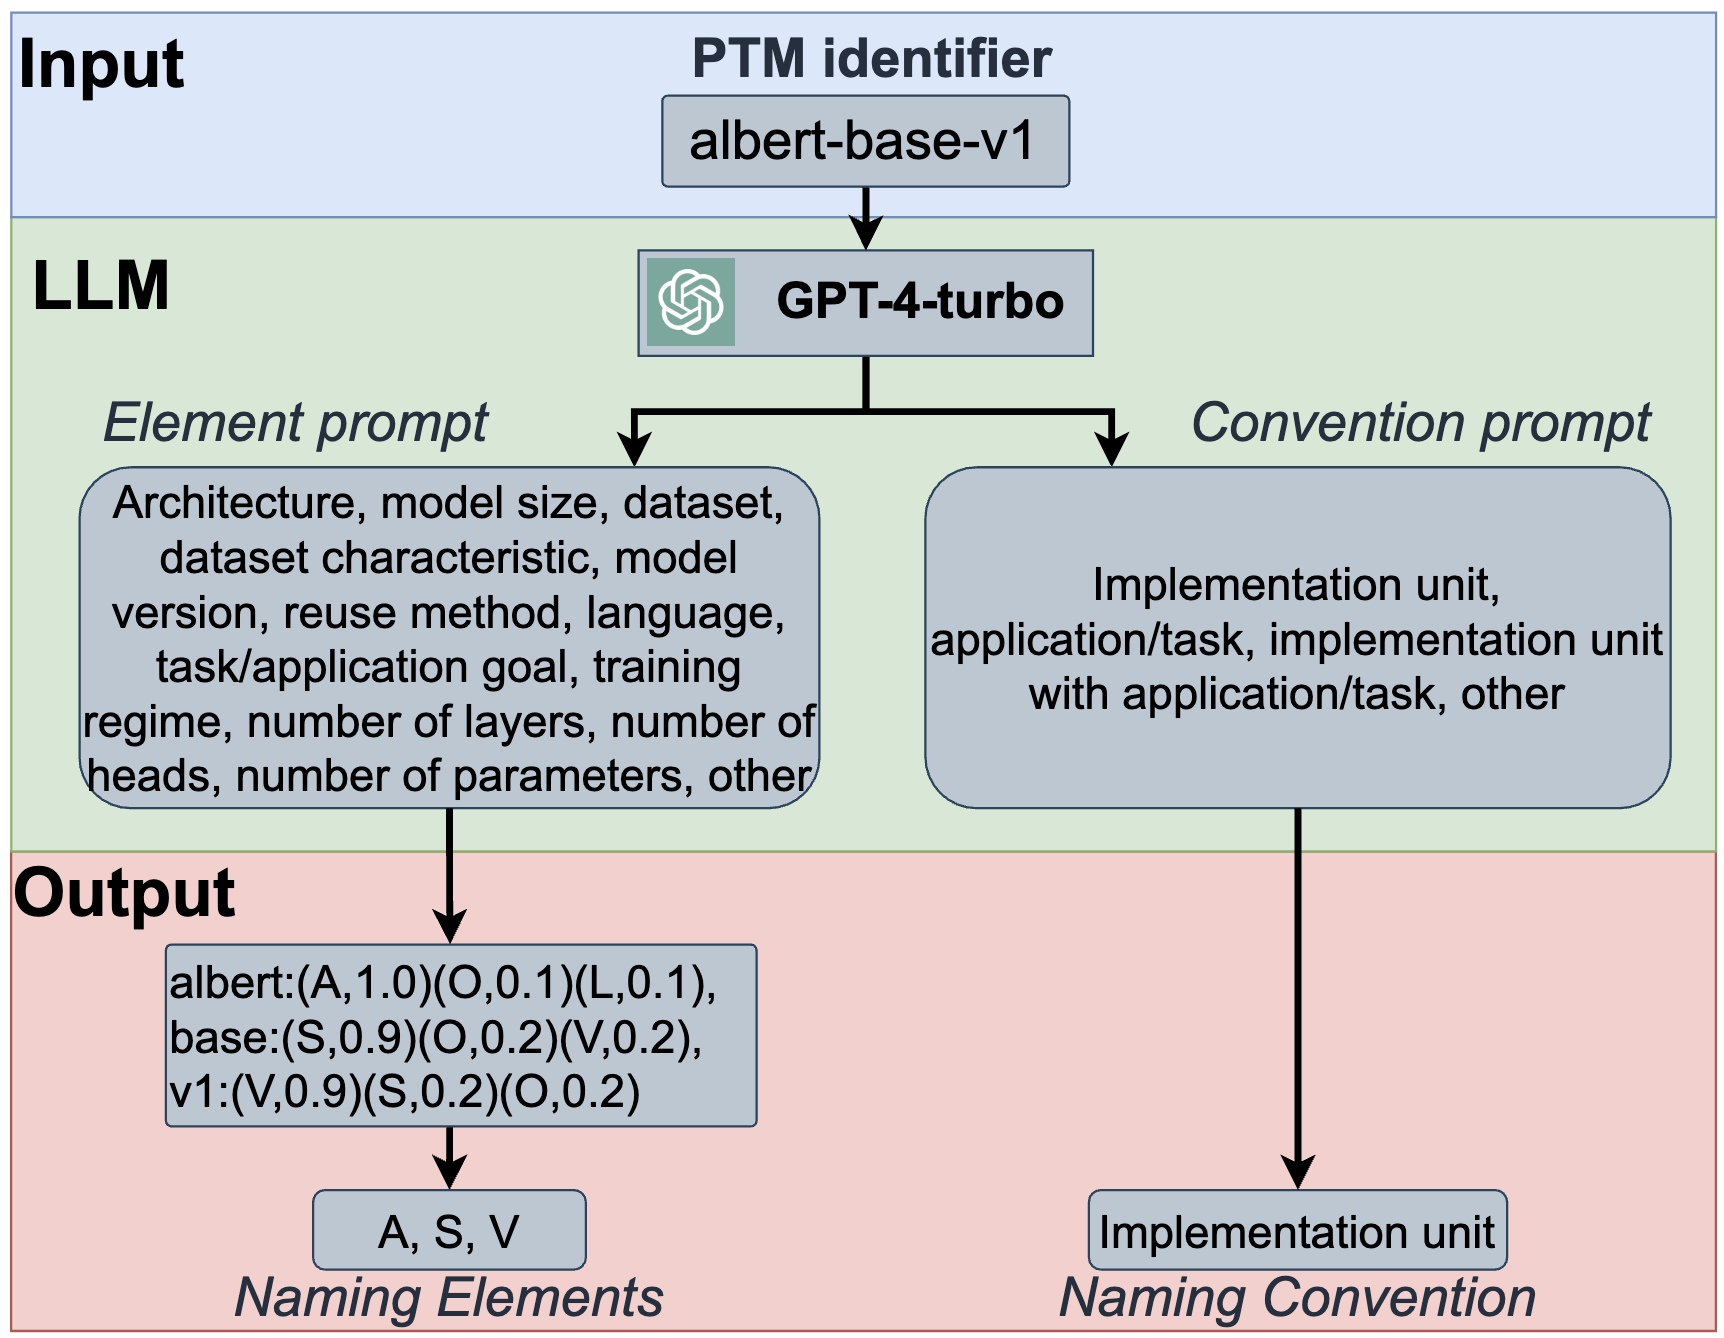 Input
PTM identifier
albert-base-v1
LLM
GPT-4-turbo
Element prompt
Architecture, model size, dataset,
dataset characteristic, model
version, reuse method, language,
task/application goal, training
regime, number of layers, number of
heads, number of parameters, other
Convention prompt
Implementation unit,
application/task, implementation unit
with application/task, other
Output
albert:(A,1.0)(O,0.1)(L,0.1),
base:(S,0.9)(O,0.2)(V,0.2),
v1:(V,0.9)(S,0.2)(O,0.2)
A, S, V
Naming Elements
Implementation unit
Naming Convention